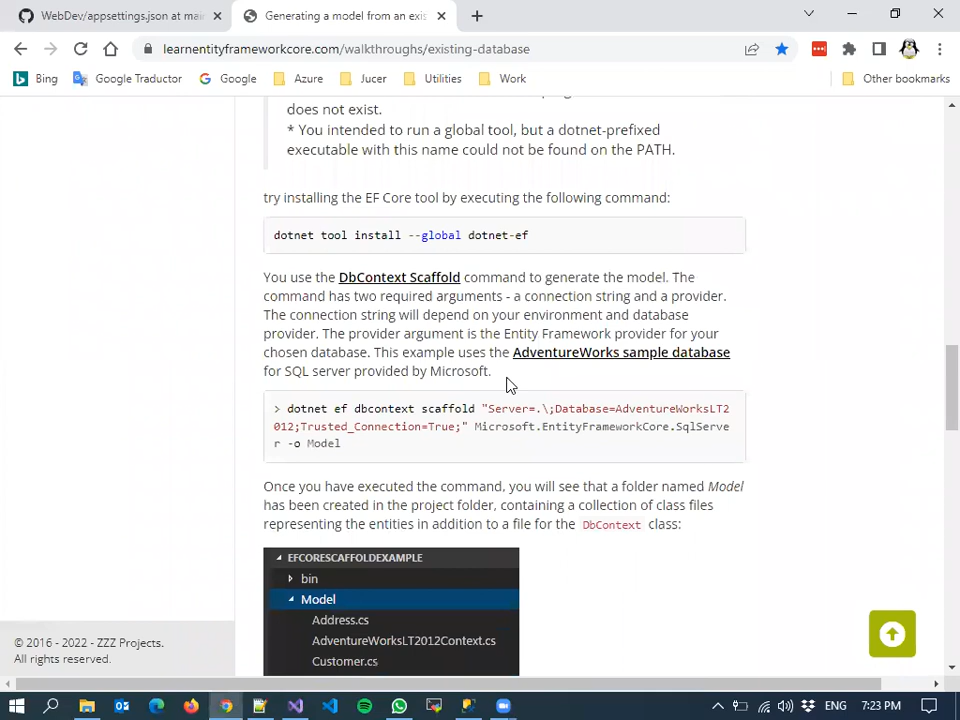 WebDev/appsettings.json at mai
Generating a model from an exis
learnentityframeworkcore.com/walkthroughs/existing-database
Bing
Google Traductor
Google
Azure
Jucer
Utilities
Work
Other bookmarks
does not exist.
* You intended to run a global tool, but a dotnet-prefixed
executable with this name could not be found on the PATH.
try installing the EF Core tool by executing the following command:
dotnet tool install --global dotnet-ef
You use the DbContext Scaffold command to generate the model. The
command has two required arguments - a connection string and a provider.
The connection string will depend on your environment and database
provider. The provider argument is the Entity Framework provider for your
chosen database. This example uses the AdventureWorks sample database
for SQL server provided by Microsoft.
> dotnet ef dbcontext scaffold "Server=.\;Database=AdventureWorksLT2
012;Trusted_Connection=True;" Microsoft.EntityFrameworkCore.SqlServe
r -o Model
Once you have executed the command, you will see that a folder named Model
has been created in the project folder, containing a collection of class files
representing the entities in addition to a file for the DbContext class:
EFCORESCAFFOLDEXAMPLE
bin
Model
Address.cs
AdventureWorksLT2012Context.cs
Customer.cs
© 2016 - 2022 - ZZZ Projects.
All rights reserved.
ENG
7:23 PM